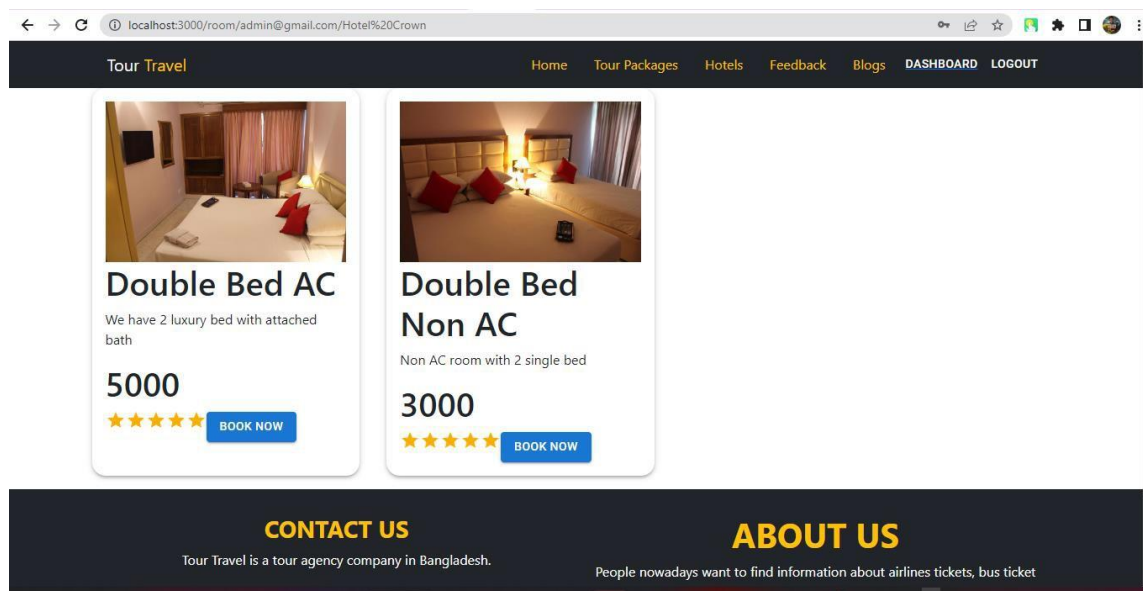 localhost:3000/room/admin@gmail.com/Hotel%20Crown
Tour Travel Home Tour Packages Hotels Feedback Blogs DASHBOARD LOGOUT
Double Bed AC
We have 2 luxury bed with attached
bath
5000
BOOK NOW
Double Bed
Non AC
Non AC room with 2 single bed
3000
BOOK NOW
CONTACT US
Tour Travel is a tour agency company in Bangladesh.
ABOUT US
People nowadays want to find information about airlines tickets, bus ticket